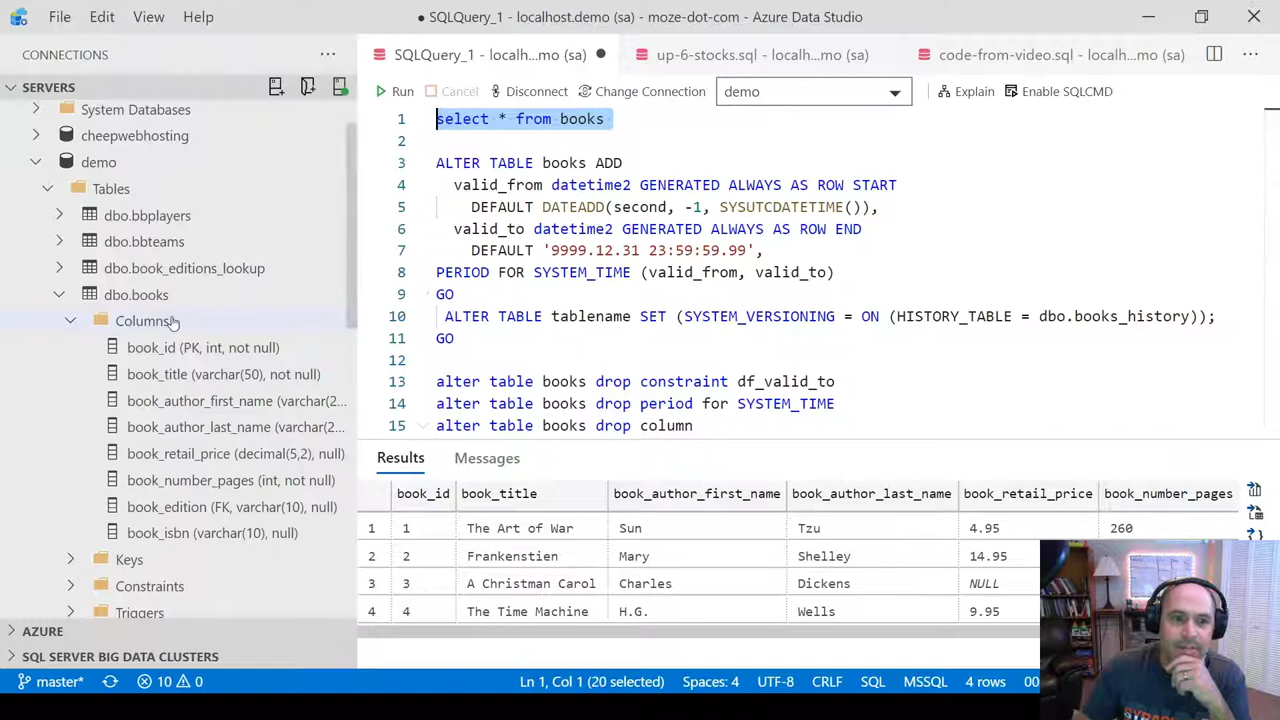 File Edit View Help
● SQLQuery_1 - localhost.demo (sa) - moze-dot-com - Azure Data Studio
CONNECTIONS
SERVERS
System Databases
cheepwebhosting
demo
Tables
dbo.bbplayers
dbo.bbteams
dbo.book_editions_lookup
dbo.books
Columns
book_id (PK, int, not null)
book_title (varchar(50), not null)
book_author_first_name (varchar(2...
book_author_last_name (varchar(2...
book_retail_price (decimal(5,2), null)
book_number_pages (int, not null)
book_edition (FK, varchar(10), null)
book_isbn (varchar(10), null)
Keys
Constraints
Triggers
AZURE
SQL SERVER BIG DATA CLUSTERS
SQLQuery_1 - localh...mo (sa) ●
up-6-stocks.sql - localh...mo (sa)
code-from-video.sql - localh...mo (sa)
Run Cancel Disconnect Change Connection demo Explain Enable SQLCMD
1 select * from books
2
3 ALTER TABLE books ADD
4 valid_from datetime2 GENERATED ALWAYS AS ROW START
5 DEFAULT DATEADD(second, -1, SYSUTCDATETIME()),
6 valid_to datetime2 GENERATED ALWAYS AS ROW END
7 DEFAULT '9999.12.31 23:59:59.99',
8 PERIOD FOR SYSTEM_TIME (valid_from, valid_to)
9 GO
10 ALTER TABLE tablename SET (SYSTEM_VERSIONING = ON (HISTORY_TABLE = dbo.books_history));
11 GO
12
13 alter table books drop constraint df_valid_to
14 alter table books drop period for SYSTEM_TIME
15 alter table books drop column
Results Messages
book_id book_title book_author_first_name book_author_last_name book_retail_price book_number_pages
1 1 The Art of War Sun Tzu 4.95 260
2 2 Frankenstien Mary Shelley 14.95
3 3 A Christman Carol Charles Dickens NULL
4 4 The Time Machine H.G. Wells 9.95
master* 10 0 Ln 1, Col 1 (20 selected) Spaces: 4 UTF-8 CRLF SQL MSSQL 4 rows 00